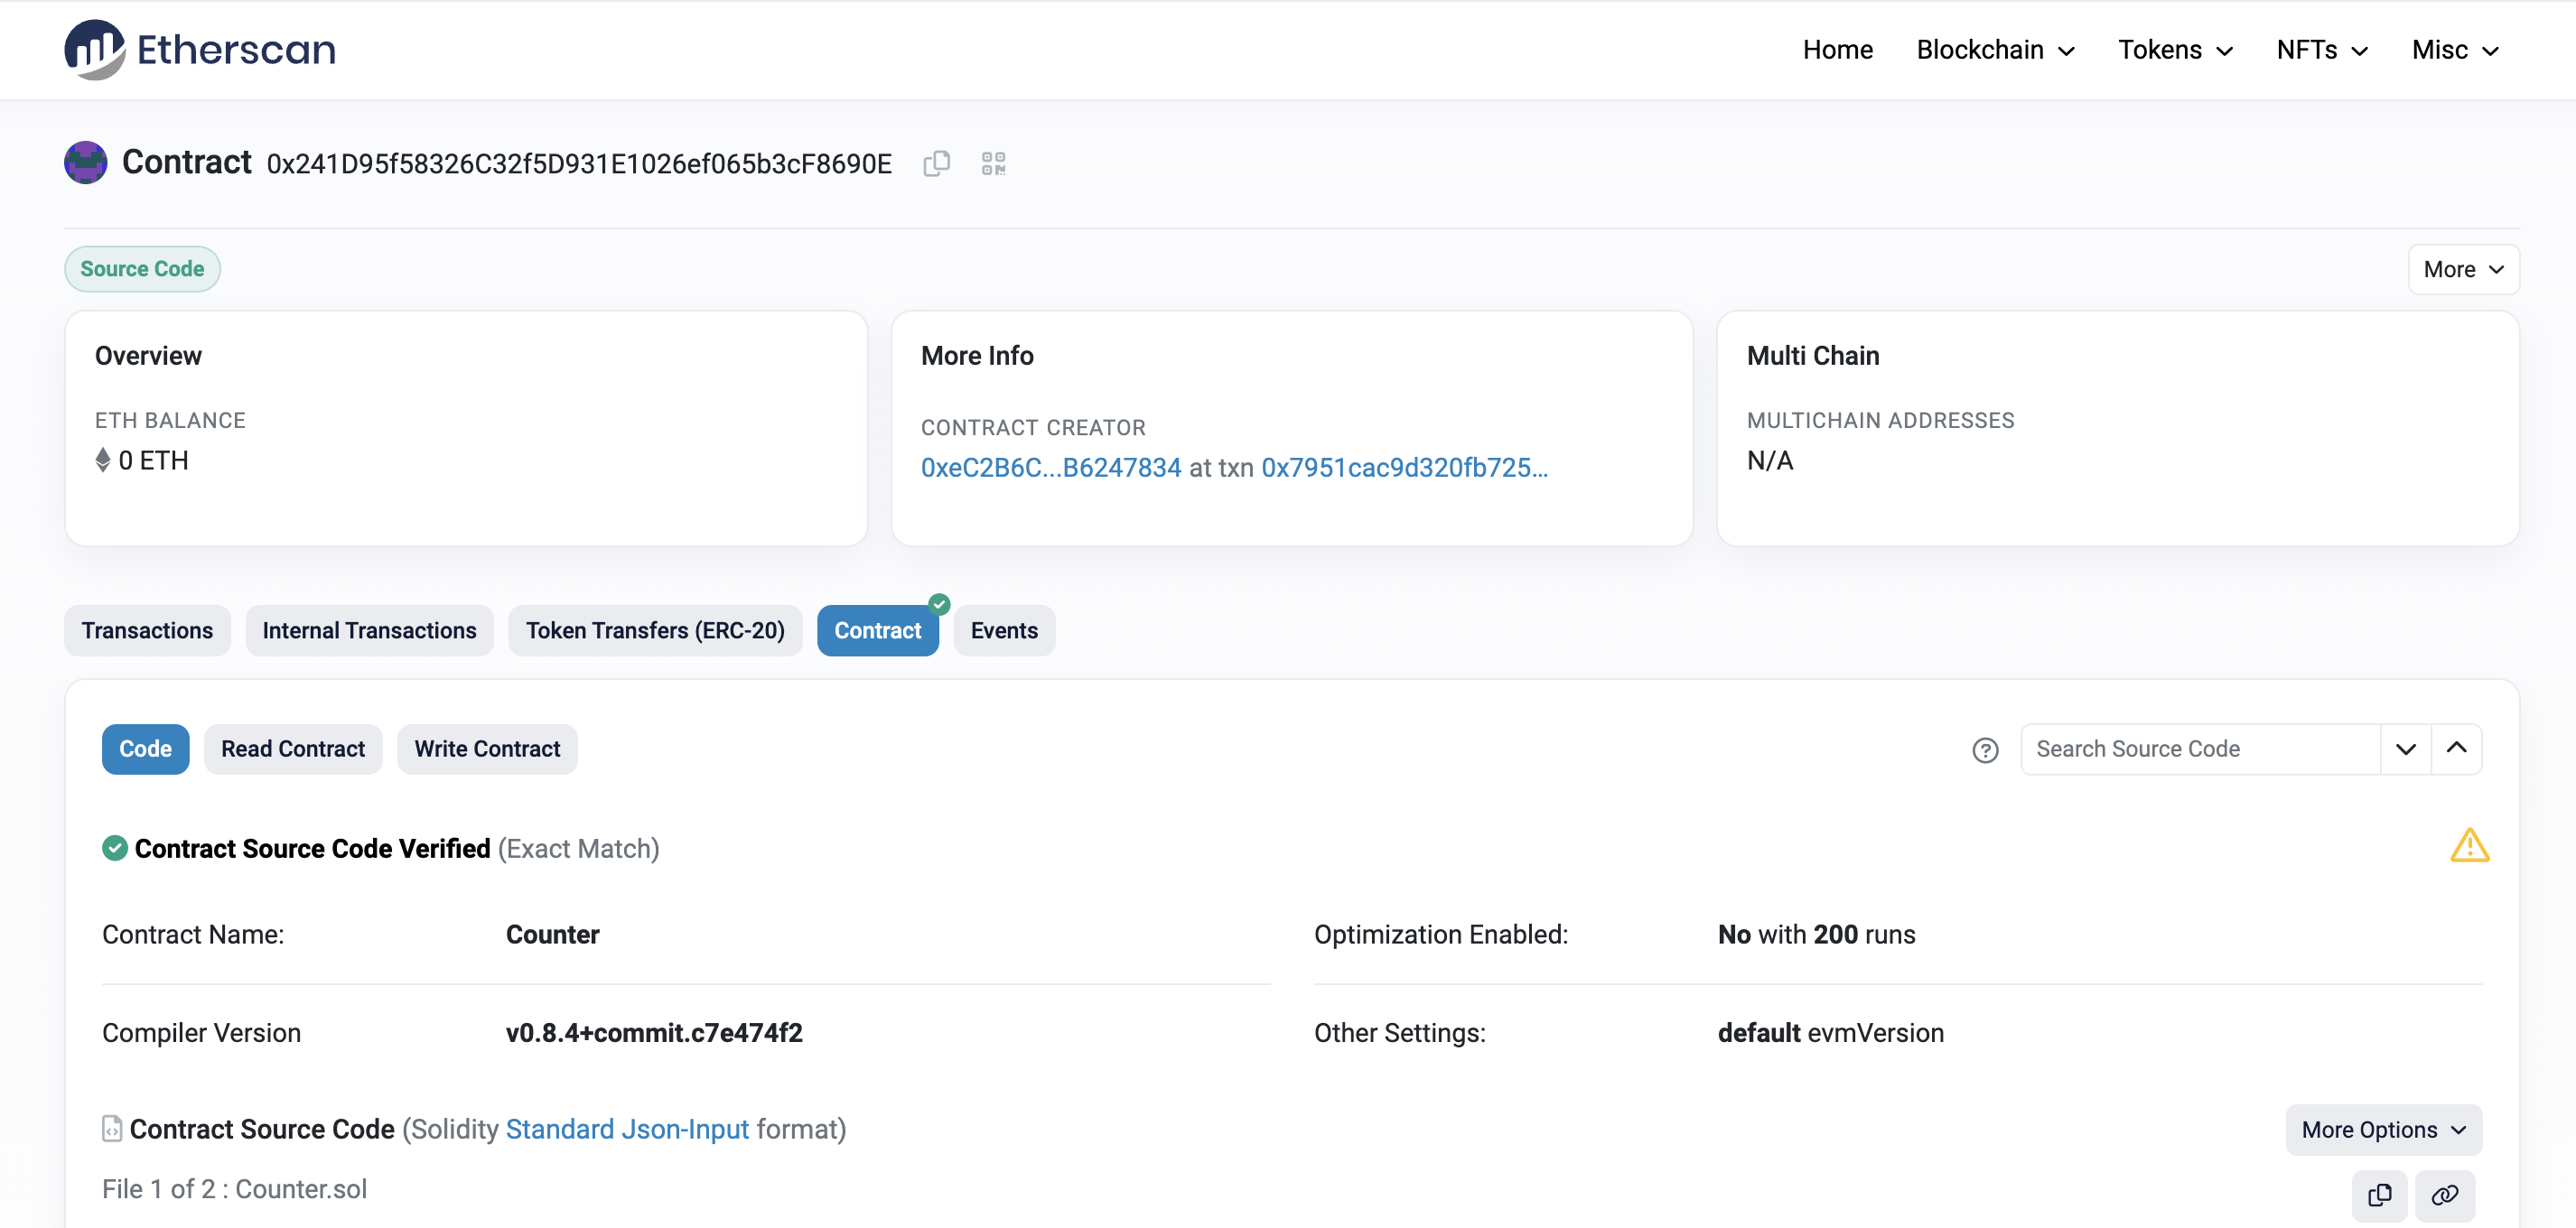 Etherscan
Home Blockchain Tokens NFTs Misc
Contract 0x241D95f58326C32f5D931E1026ef065b3cF8690E
Source Code
More
Overview
ETH BALANCE
0 ETH
More Info
CONTRACT CREATOR
0xeC2B6C...B6247834 at txn 0x7951cac9d320fb725...
Multi Chain
MULTICHAIN ADDRESSES
N/A
Transactions Internal Transactions Token Transfers (ERC-20) Contract Events
Code Read Contract Write Contract
Search Source Code
Contract Source Code Verified (Exact Match)
Contract Name: Counter
Optimization Enabled: No with 200 runs
Compiler Version v0.8.4+commit.c7e474f2
Other Settings: default evmVersion
Contract Source Code (Solidity Standard Json-Input format)
More Options
File 1 of 2 : Counter.sol